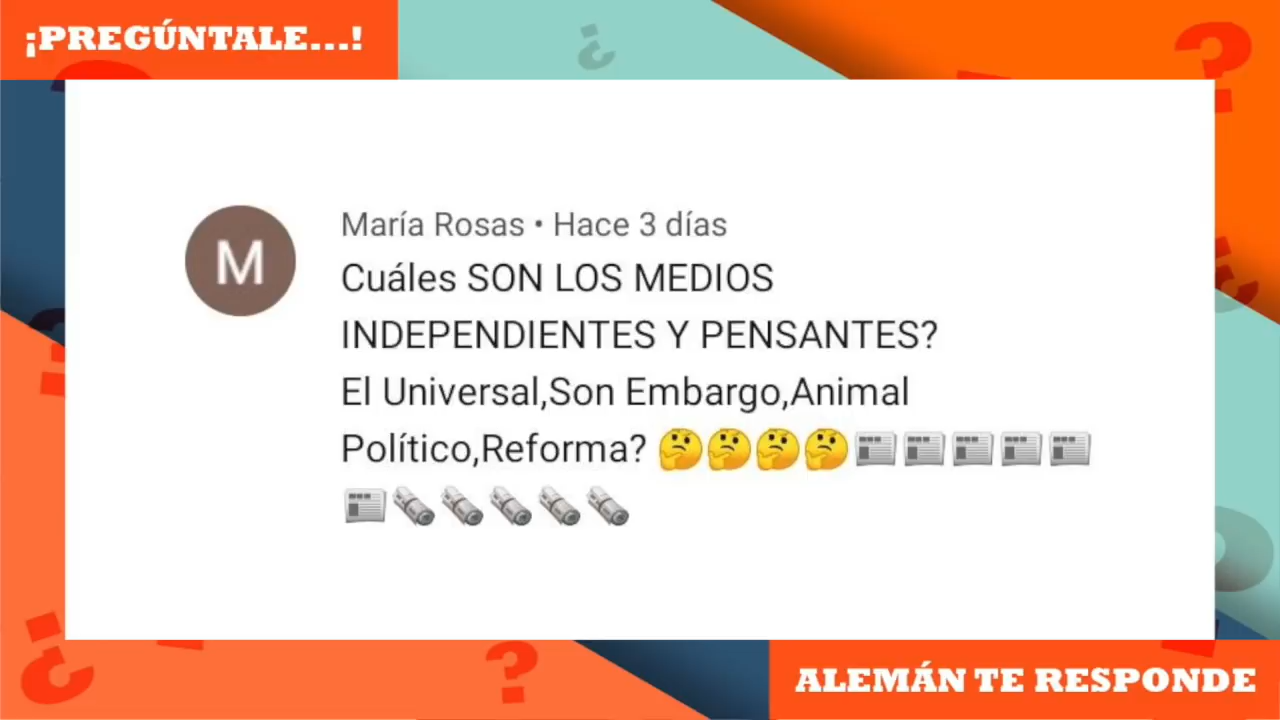 ¡PREGÚNTALE...!
M
María Rosas • Hace 3 días
Cuáles SON LOS MEDIOS
INDEPENDIENTES Y PENSANTES?
El Universal,Son Embargo,Animal
Político,Reforma? 🤔🤔🤔🤔📰📰📰📰📰
📰🗞🗞🗞🗞🗞
ALEMÁN TE RESPONDE